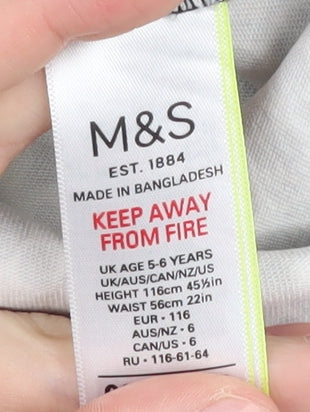 M&S
EST. 1884
MADE IN BANGLADESH
KEEP AWAY
FROM FIRE
UK AGE 5-6 YEARS
UK/AUS/CAN/NZ/US
HEIGHT 116cm 45½in
WAIST 56cm 22in
EUR • 116
AUS/NZ • 6
CAN/US • 6
RU • 116-61-64